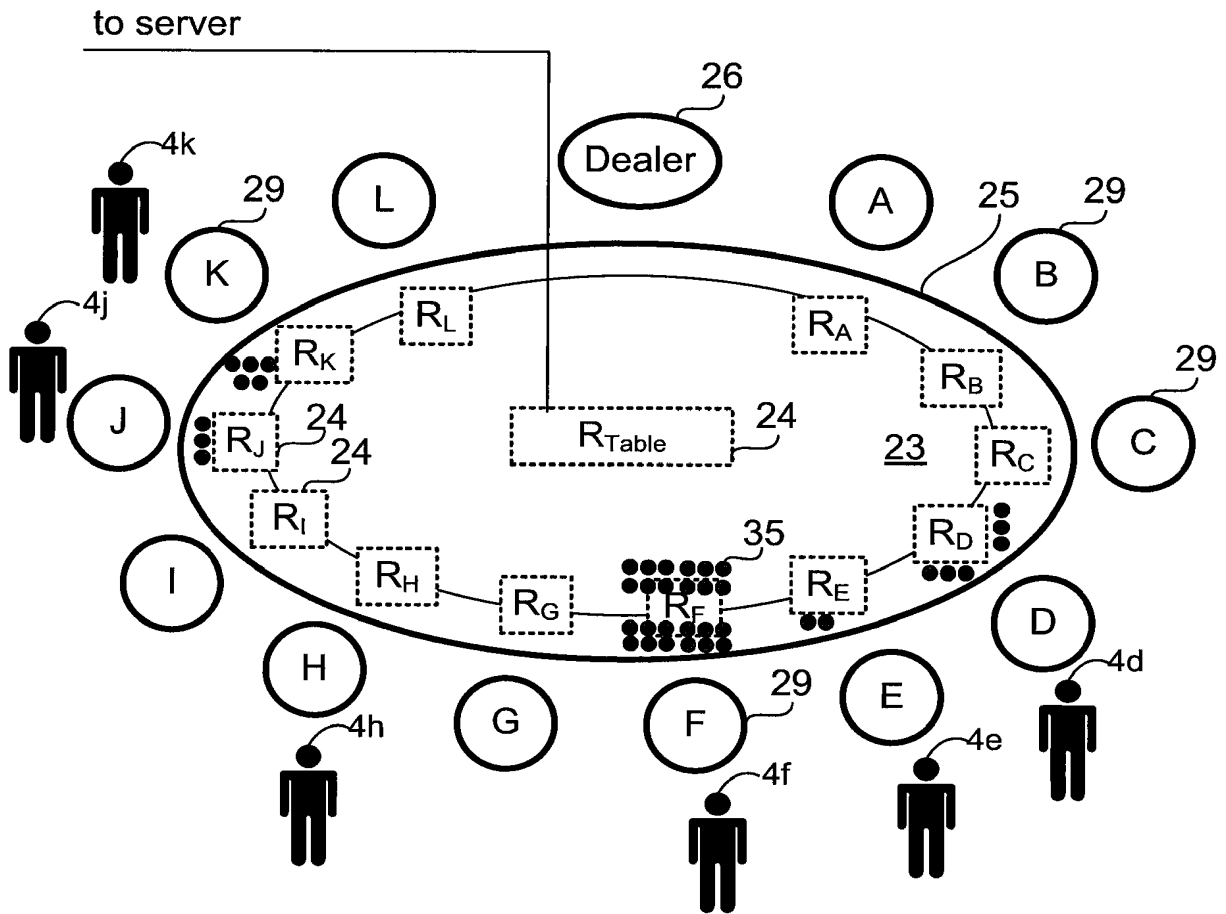 to server
26
Dealer
4k
29
L
A
25
29
B
K
4j
R_L
R_A
R_K
R_B
29
J
R_J
24
R_Table
24
23
R_C
C
24
R_I
R_D
35
I
R_H
R_G
R_F
R_E
D
H
G
F
29
E
4d
4h
4f
4e